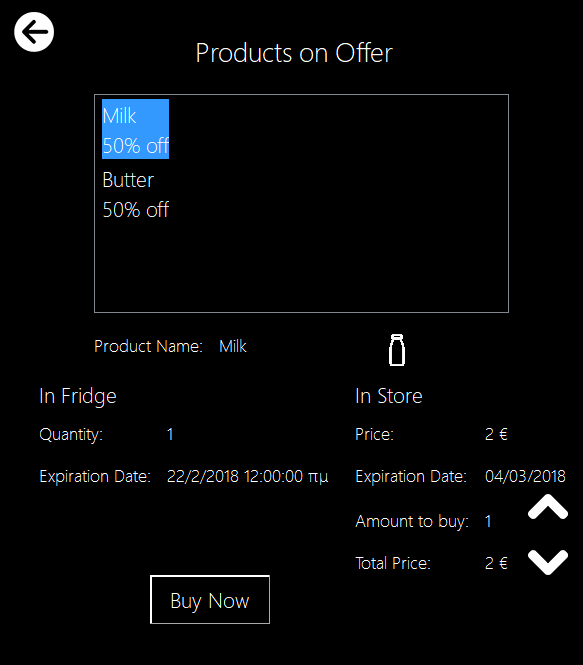 Products on Offer
Milk
50% off
Butter
50% off
Product Name: Milk
In Fridge
Quantity: 1
Expiration Date: 22/2/2018 12:00:00 πμ
In Store
Price: 2 €
Expiration Date: 04/03/2018
Amount to buy: 1
Total Price: 2 €
Buy Now